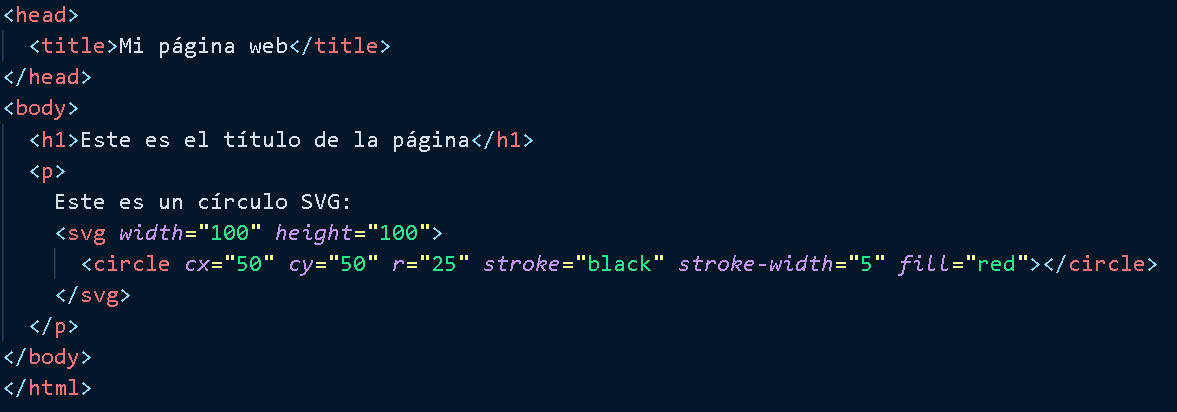 <head>
<title>Mi página web</title>
</head>
<body>
<h1>Este es el título de la página</h1>
<p>
Este es un círculo SVG:
<svg width="100" height="100">
<circle cx="50" cy="50" r="25" stroke="black" stroke-width="5" fill="red"></circle>
</svg>
</p>
</body>
</html>